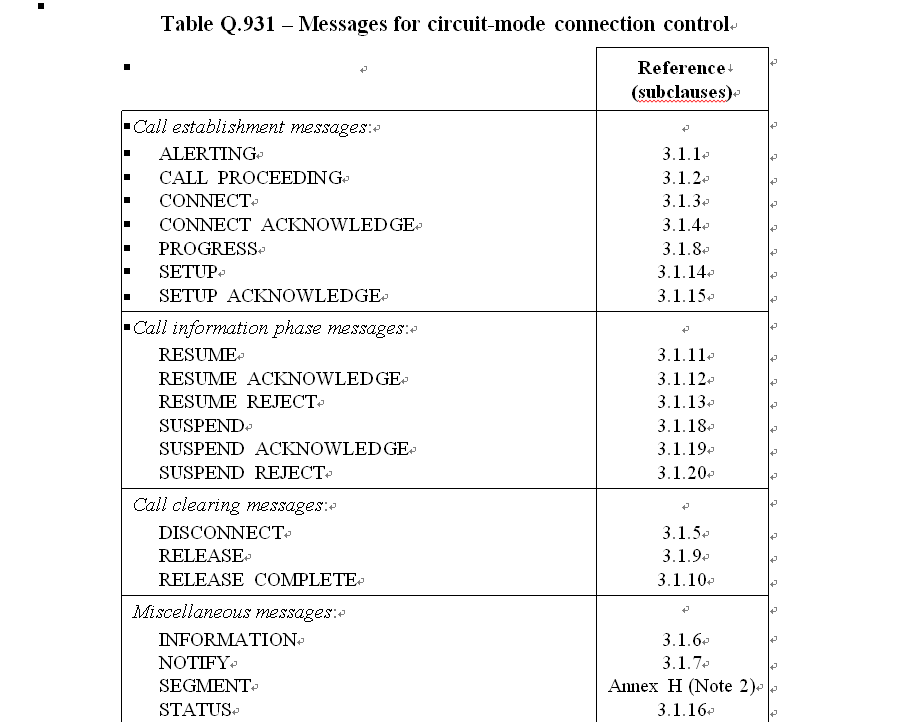 Table Q.931 – Messages for circuit-mode connection control
Reference
(subclauses)
Call establishment messages:
ALERTING 3.1.1
CALL PROCEEDING 3.1.2
CONNECT 3.1.3
CONNECT ACKNOWLEDGE 3.1.4
PROGRESS 3.1.8
SETUP 3.1.14
SETUP ACKNOWLEDGE 3.1.15
Call information phase messages:
RESUME 3.1.11
RESUME ACKNOWLEDGE 3.1.12
RESUME REJECT 3.1.13
SUSPEND 3.1.18
SUSPEND ACKNOWLEDGE 3.1.19
SUSPEND REJECT 3.1.20
Call clearing messages:
DISCONNECT 3.1.5
RELEASE 3.1.9
RELEASE COMPLETE 3.1.10
Miscellaneous messages:
INFORMATION 3.1.6
NOTIFY 3.1.7
SEGMENT Annex H (Note 2)
STATUS 3.1.16